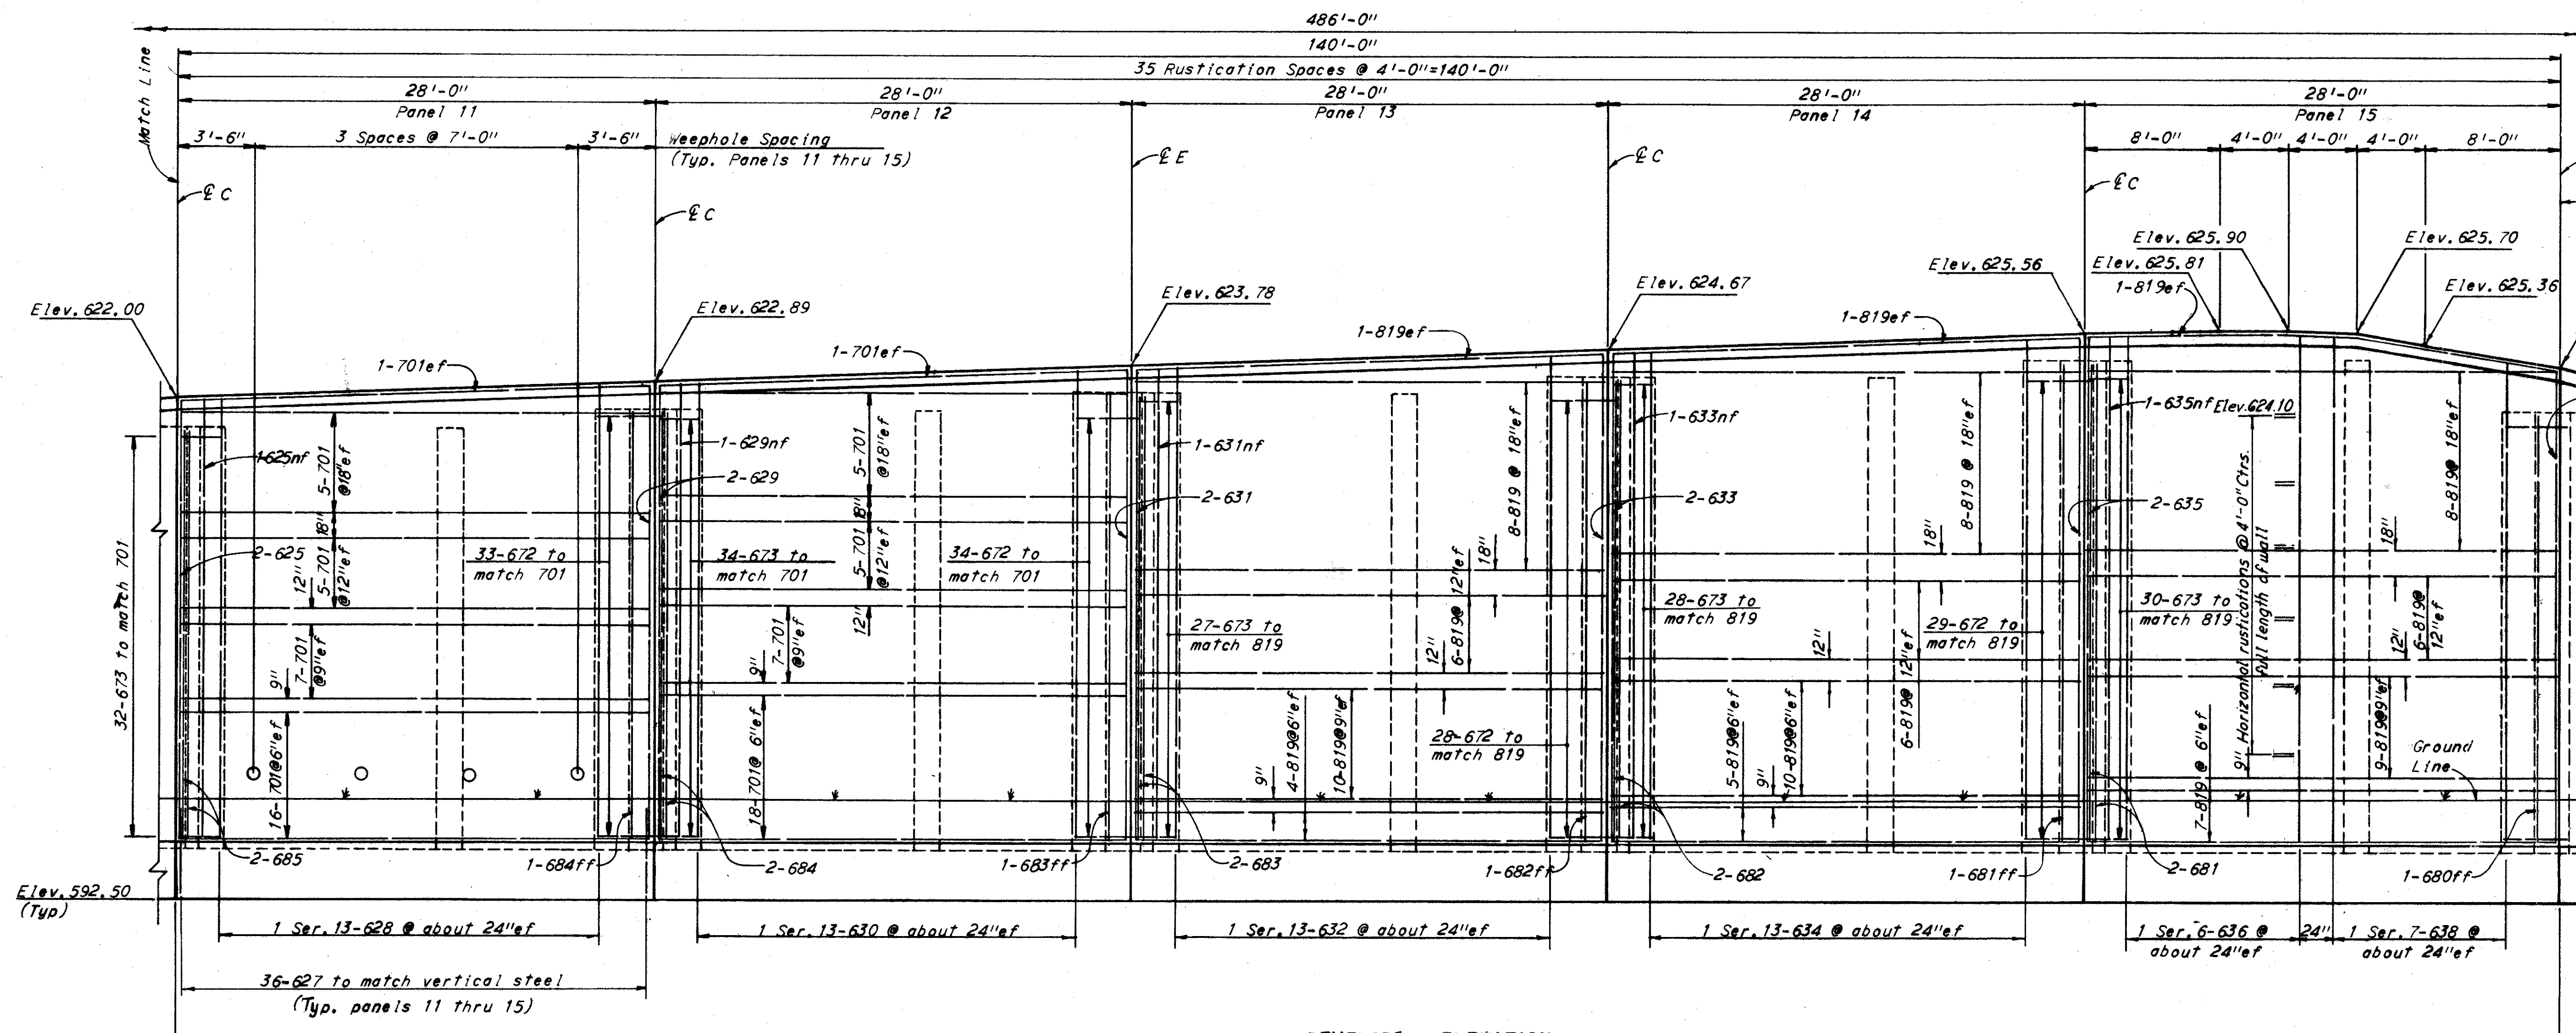 486'-0"
140'-0"
35 Rustication Spaces @ 4'-0"=140'-0"
Match Line
28'-0"
Panel 11
28'-0"
Panel 12
28'-0"
Panel 13
28'-0"
Panel 14
28'-0"
Panel 15
3'-6"
3 Spaces @ 7'-0"
3'-6"
Weephole Spacing
(Typ. Panels 11 thru 15)
8'-0"
4'-0"
4'-0"
4'-0"
8'-0"
℄ C
℄ C
℄ E
℄ C
℄ C
Elev. 622.00
Elev. 622.89
Elev. 623.78
Elev. 624.67
Elev. 625.56
Elev. 625.81
Elev. 625.90
Elev. 625.70
Elev. 625.36
1-701ef
1-701ef
1-819ef
1-819ef
1-819ef
32-673 to match 701
1-625nf
5-701
@18"ef
18"
2-625
5-701
@12"ef
12"
7-701
@9"ef
9"
16-701@6"ef
33-672 to
match 701
2-685
1-684ff
1-629nf
2-629
34-673 to
match 701
5-701
@18"ef
18"
5-701
@12"ef
12"
7-701
@9"ef
9"
18-701@ 6"ef
34-672 to
match 701
2-684
1-683ff
1-631nf
2-631
27-673 to
match 819
8-819 @ 18"ef
18"
6-819@ 12"ef
12"
10-819@9"ef
9"
4-819@6"ef
28-672 to
match 819
2-683
1-682ff
1-633nf
2-633
28-673 to
match 819
8-819 @ 18"ef
18"
6-819@ 12"ef
12"
10-819@6"ef
9"
5-819@6"ef
29-672 to
match 819
2-682
1-681ff
1-635nf
Elev. 624.10
2-635
30-673 to
match 819
9" Horizontal rustications @ 4'-0" Ctrs.
full length of wall
8-819@ 18"ef
18"
6-819@
12"ef
12"
9-819@9"ef
7-819 @ 6"ef
Ground
Line
2-681
1-680ff
Elev. 592.50
(Typ)
1 Ser. 13-628 @ about 24"ef
1 Ser. 13-630 @ about 24"ef
1 Ser. 13-632 @ about 24"ef
1 Ser. 13-634 @ about 24"ef
1 Ser. 6-636 @
about 24"ef
24"
1 Ser. 7-638 @
about 24"ef
36-627 to match vertical steel
(Typ. panels 11 thru 15)